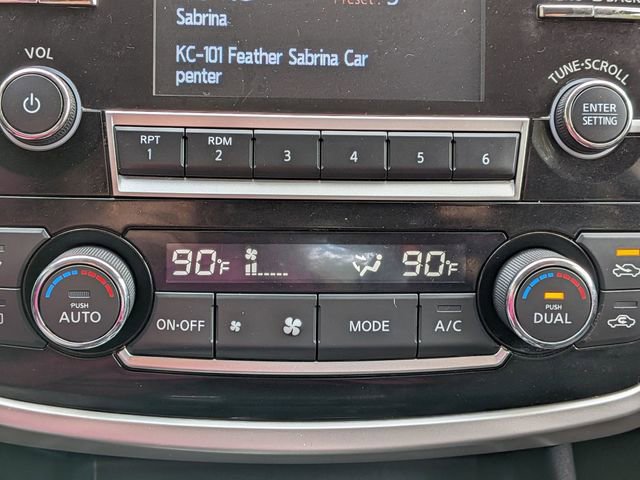 Sabrina
KC-101 Feather Sabrina Car
penter
VOL
TUNE·SCROLL
ENTER
SETTING
RPT
1
RDM
2
3
4
5
6
90°F
90°F
PUSH
AUTO
ON·OFF
MODE
A/C
PUSH
DUAL